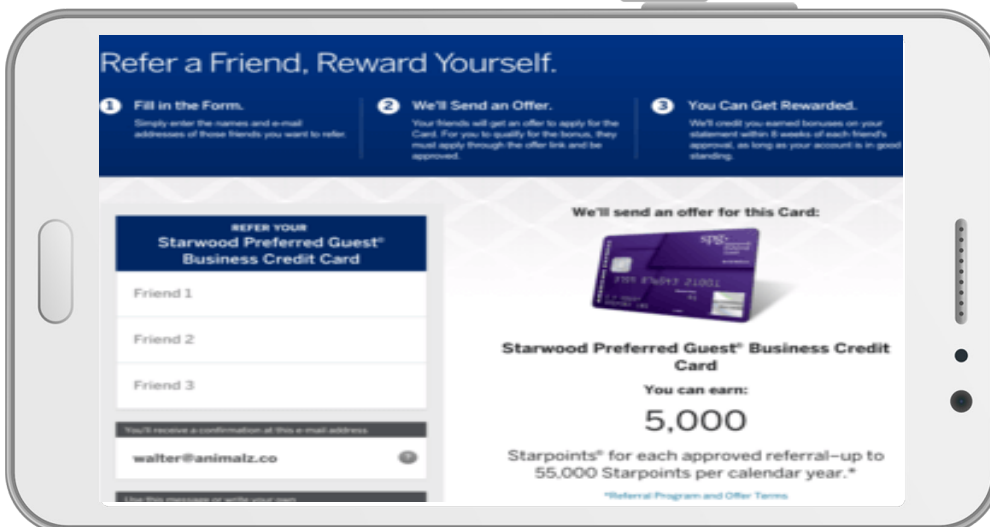 Refer a Friend, Reward Yourself.
1 Fill in the Form.
Simply enter the names and e-mail
addresses of those friends you want to refer.
2 We'll Send an Offer.
Your friends will get an offer to apply for the
Card. For you to qualify for the bonus, they
must apply through the offer link and be
approved.
3 You Can Get Rewarded.
We'll credit you earned bonuses on your
statement within 8 weeks of each friend's
approval, as long as your account is in good
standing.
REFER YOUR
Starwood Preferred Guest®
Business Credit Card
Friend 1
Friend 2
Friend 3
You'll receive a confirmation at this e-mail address
walter@animalz.co
?
Use this message or write your own
We'll send an offer for this Card:
spg
Starwood Preferred Guest® Business Credit
Card
You can earn:
5,000
Starpoints® for each approved referral–up to
55,000 Starpoints per calendar year.*
*Referral Program and Offer Terms